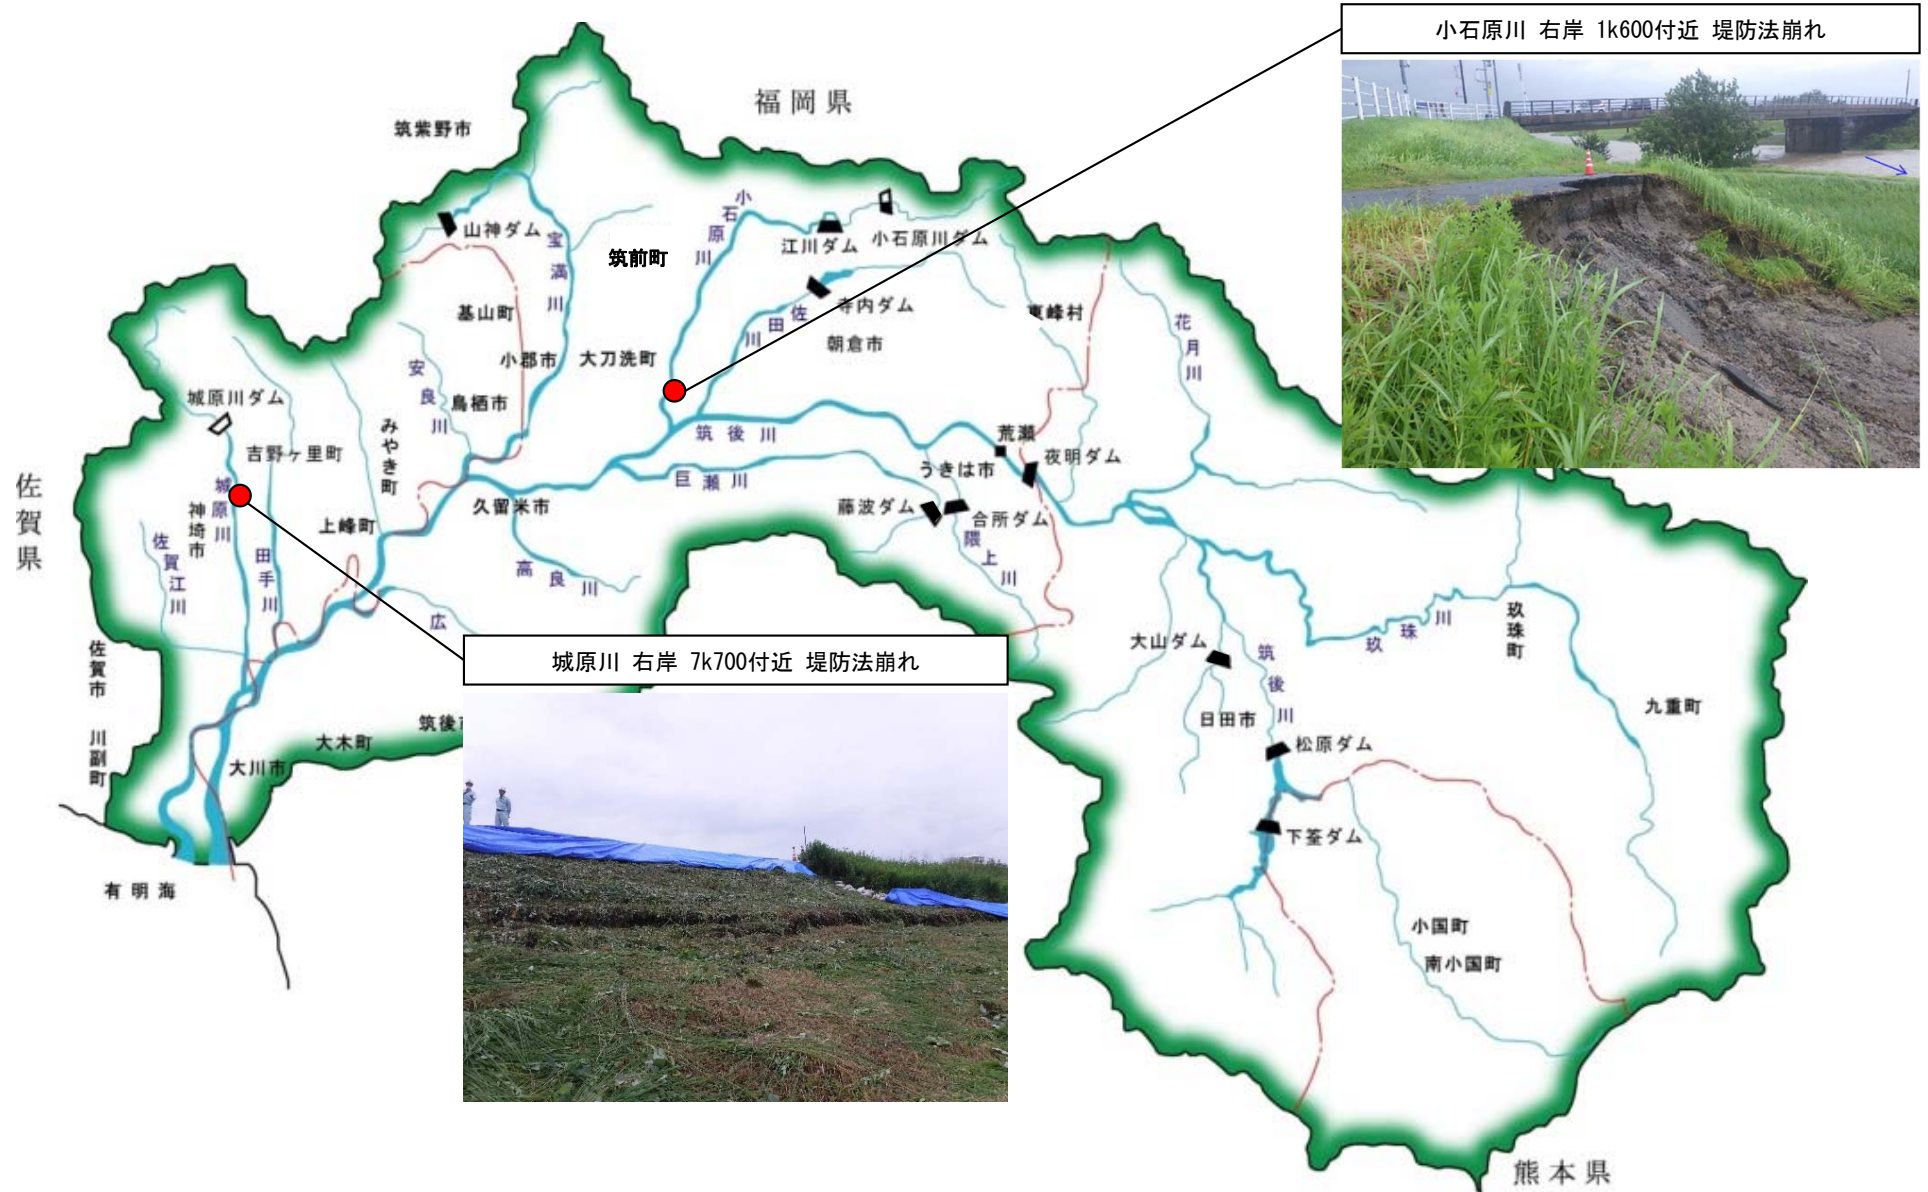 小石原川 右岸 1k600付近 堤防法崩れ
福岡県
筑紫野市
山神ダム
宝満川
筑前町
小石原川
江川ダム
小石原川ダム
寺内ダム
佐田川
朝倉市
東峰村
花月川
基山町
小郡市
大刀洗町
安良川
鳥栖市
城原川ダム
吉野ヶ里町
みやき町
筑後川
荒瀬
うきは市
夜明ダム
巨瀬川
久留米市
藤波ダム
合所ダム
隈上川
佐賀県
城原川
神埼市
上峰町
佐賀江川
田手川
高良川
広
玖珠川
玖珠町
大山ダム
筑後川
日田市
九重町
城原川 右岸 7k700付近 堤防法崩れ
佐賀市
川副町
筑後
大木町
大川市
松原ダム
下筌ダム
有明海
小国町
南小国町
熊本県